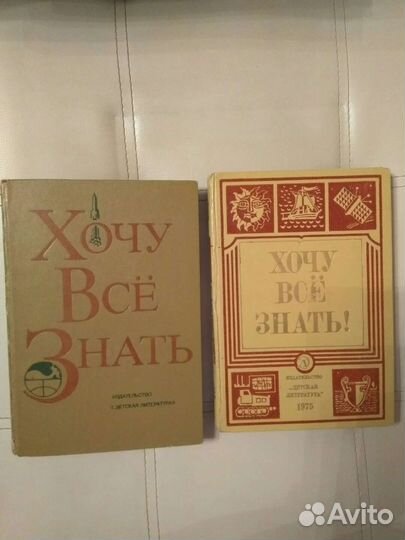 Хочу
Всё
Знать
ИЗДАТЕЛЬСТВО
«ДЕТСКАЯ ЛИТЕРАТУРА»
ХОЧУ
ВСЁ
ЗНАТЬ!
ИЗДАТЕЛЬСТВО
„ДЕТСКАЯ
ЛИТЕРАТУРА"
1975
Avito